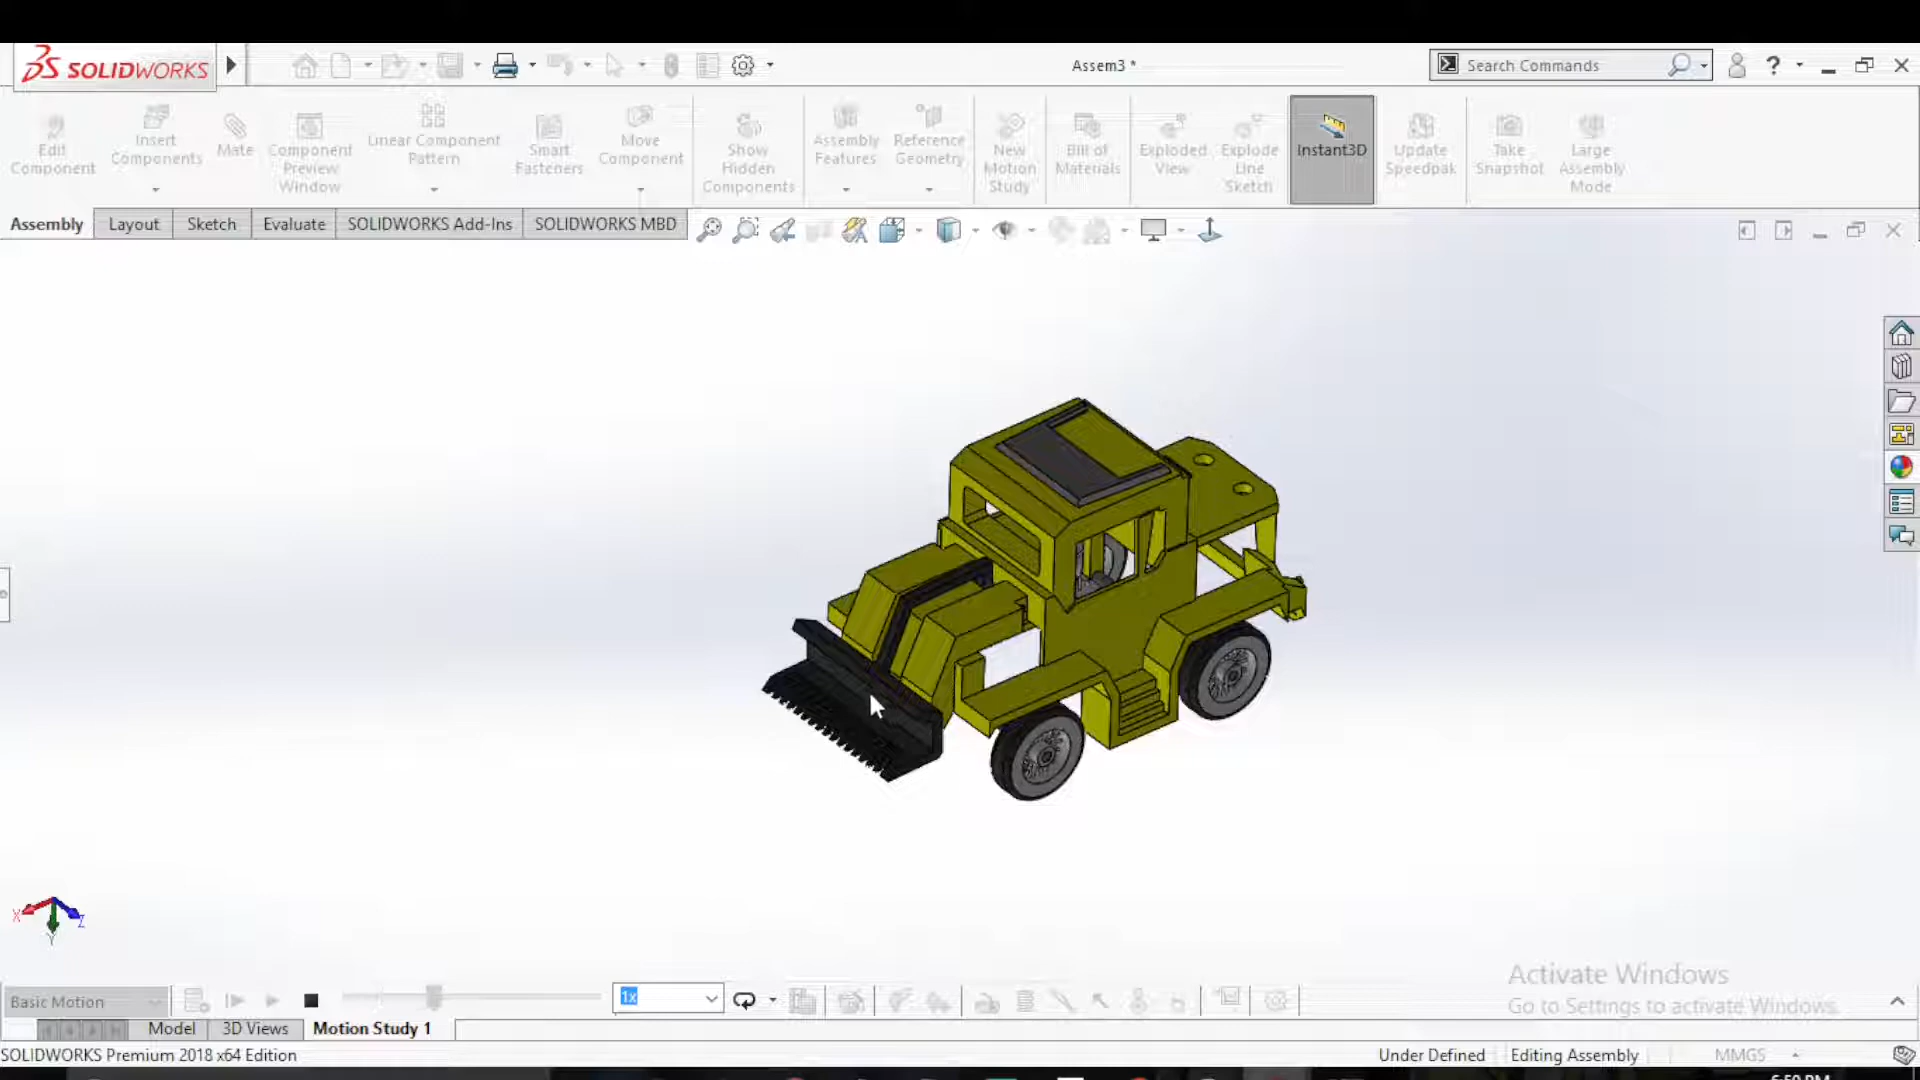 SOLIDWORKS
Assem3 *
Search Commands
?
Edit
Component
Insert
Components
Mate
Component
Preview
Window
Linear Component
Pattern
Smart
Fasteners
Move
Component
Show
Hidden
Components
Assembly
Features
Reference
Geometry
New
Motion
Study
Bill of
Materials
Exploded
View
Explode
Line
Sketch
Instant3D
Update
Speedpak
Take
Snapshot
Large
Assembly
Mode
Assembly
Layout
Sketch
Evaluate
SOLIDWORKS Add-Ins
SOLIDWORKS MBD
X
Y
Z
Activate Windows
Go to Settings to activate Windows.
Basic Motion
1x
Model
3D Views
Motion Study 1
SOLIDWORKS Premium 2018 x64 Edition
Under Defined
Editing Assembly
MMGS